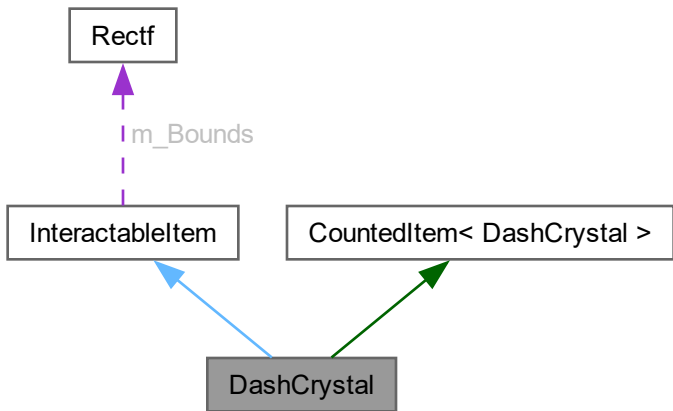 Rectf
m_Bounds
InteractableItem
CountedItem< DashCrystal >
DashCrystal